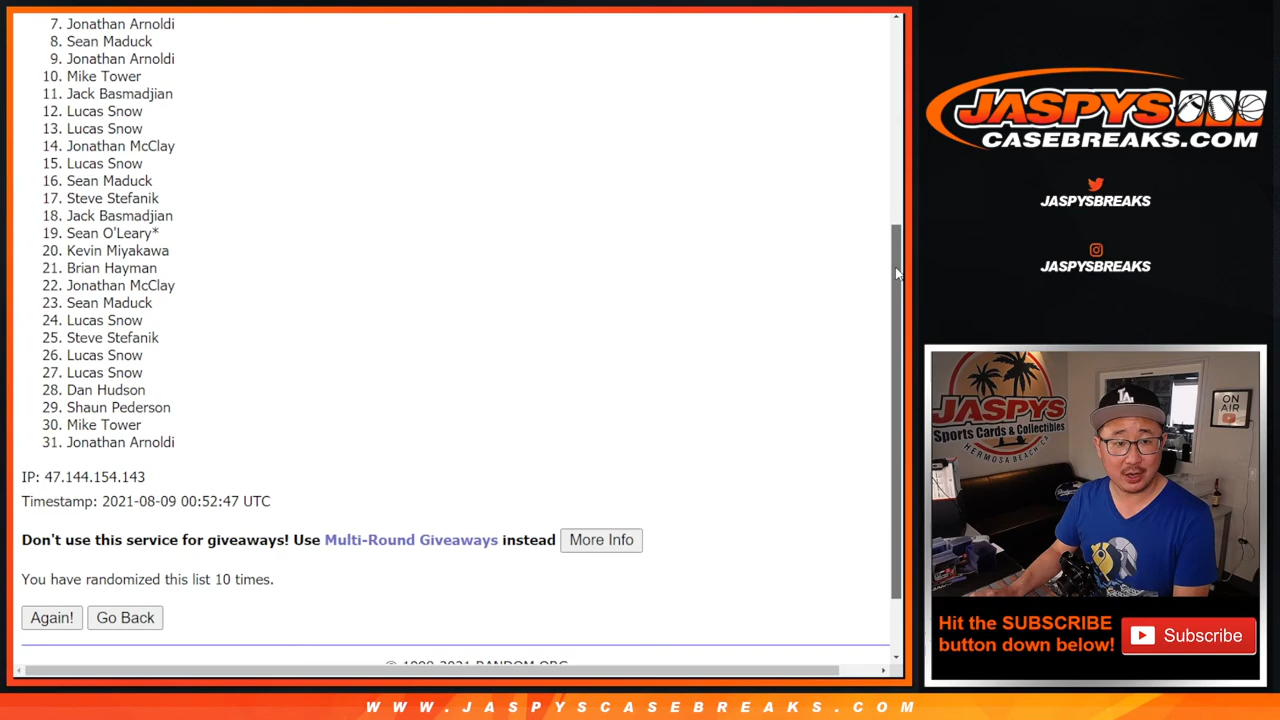 7. Jonathan Arnoldi
8. Sean Maduck
9. Jonathan Arnoldi
10. Mike Tower
11. Jack Basmadjian
12. Lucas Snow
13. Lucas Snow
14. Jonathan McClay
15. Lucas Snow
16. Sean Maduck
17. Steve Stefanik
18. Jack Basmadjian
19. Sean O'Leary*
20. Kevin Miyakawa
21. Brian Hayman
22. Jonathan McClay
23. Sean Maduck
24. Lucas Snow
25. Steve Stefanik
26. Lucas Snow
27. Lucas Snow
28. Dan Hudson
29. Shaun Pederson
30. Mike Tower
31. Jonathan Arnoldi
IP: 47.144.154.143
Timestamp: 2021-08-09 00:52:47 UTC
Don't use this service for giveaways! Use Multi-Round Giveaways instead More Info
You have randomized this list 10 times.
Again! Go Back
© 1998-2021 RANDOM.ORG
JASPYS
CASEBREAKS.COM
JASPYSBREAKS
JASPYSBREAKS
JASPYS
Sports Cards & Collectibles
HERMOSA BEACH CA
ON
AIR
LA
Hit the SUBSCRIBE
button down below!
Subscribe
WWW.JASPYSCASEBREAKS.COM